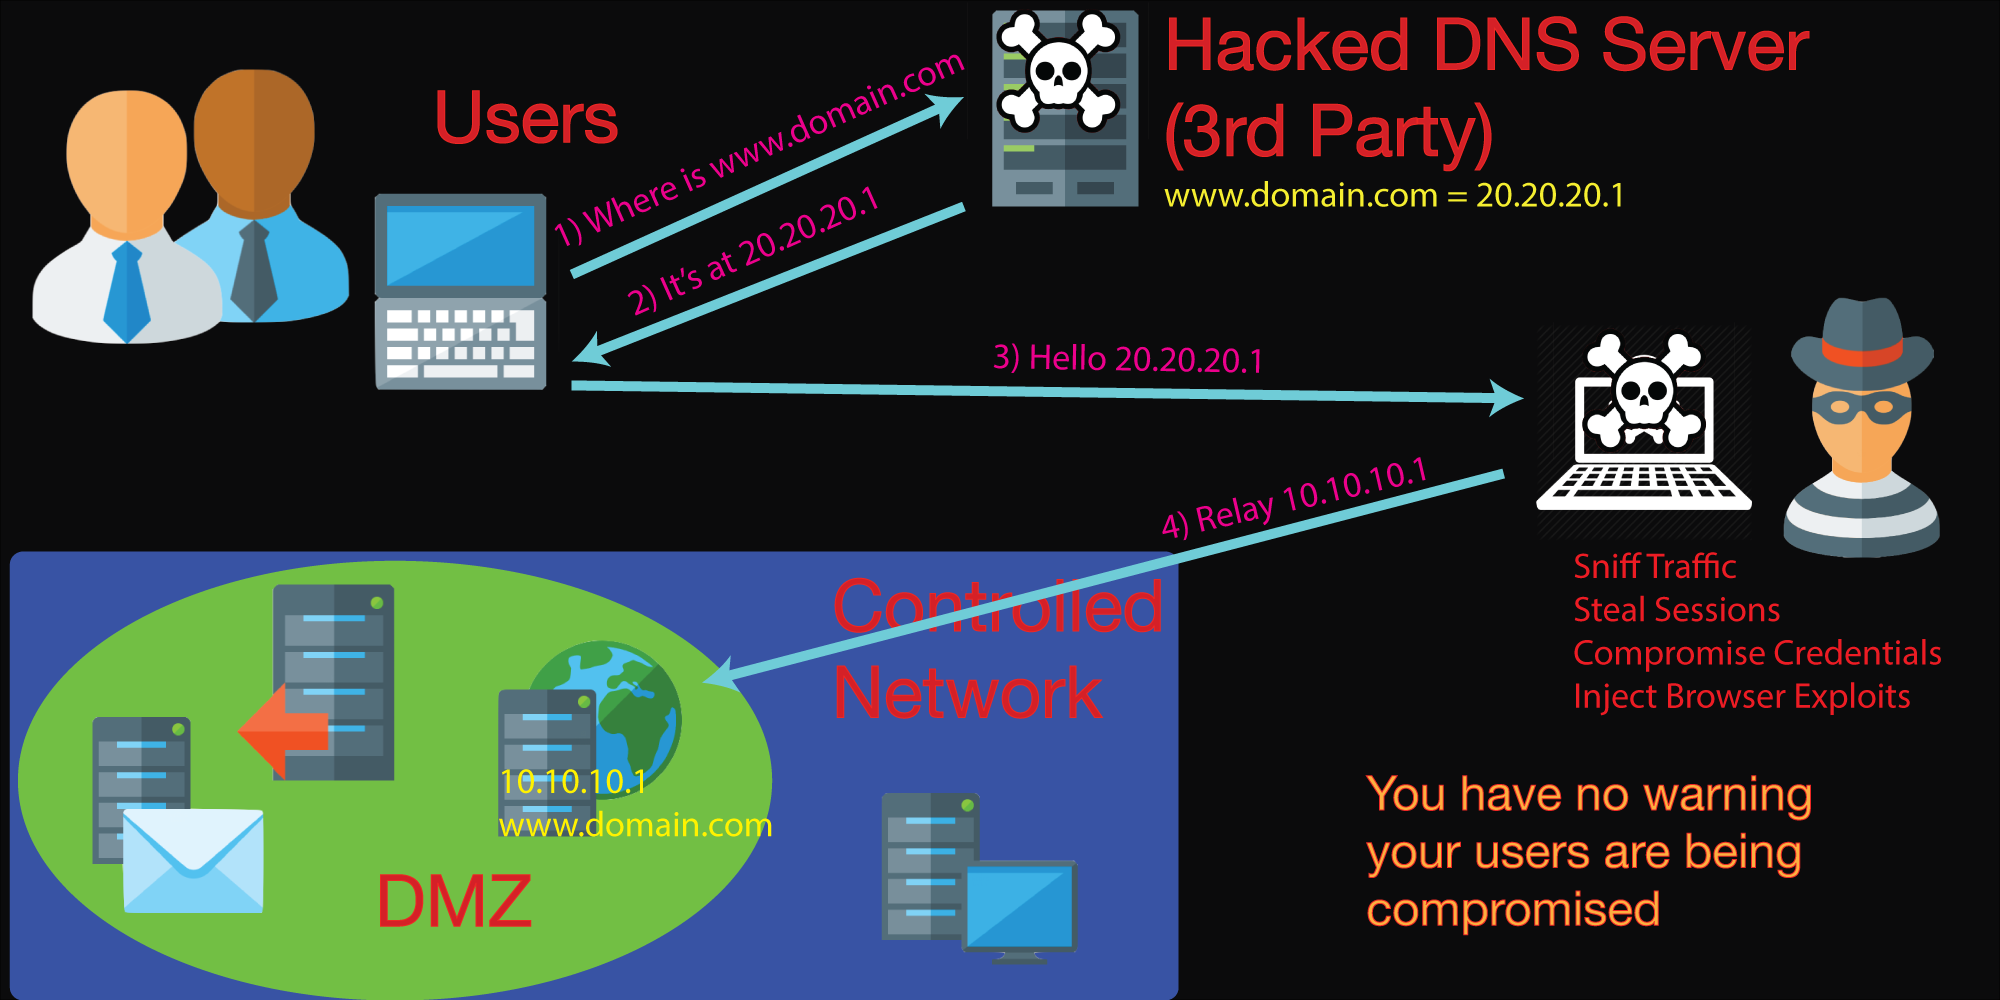 Users
Hacked DNS Server
(3rd Party)
www.domain.com = 20.20.20.1
1) Where is www.domain.com
2) It's at 20.20.20.1
3) Hello 20.20.20.1
4) Relay 10.10.10.1
Sniff Traffic
Steal Sessions
Compromise Credentials
Inject Browser Exploits
Controlled
Network
10.10.10.1
www.domain.com
DMZ
You have no warning
your users are being
compromised